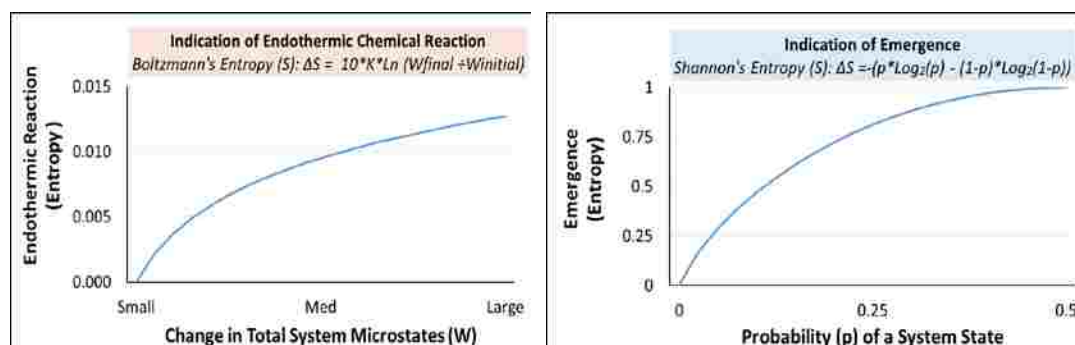 Indication of Endothermic Chemical Reaction
Boltzmann's Entropy (S): ΔS = 10*K*Ln (Wfinal ÷Winitial)
Endothermic Reaction
(Entropy )
0.015
0.010
0.005
0.000
Small
Med
Large
Change in Total System Microstates (W)
Indication of Emergence
Shannon's Entropy (S): ΔS =-(p*Log₂(p) - (1-p)*Log₂(1-p))
Emergence
(Entropy)
1
0.75
0.5
0.25
0
0
0.25
0.5
Probability (p) of a System State